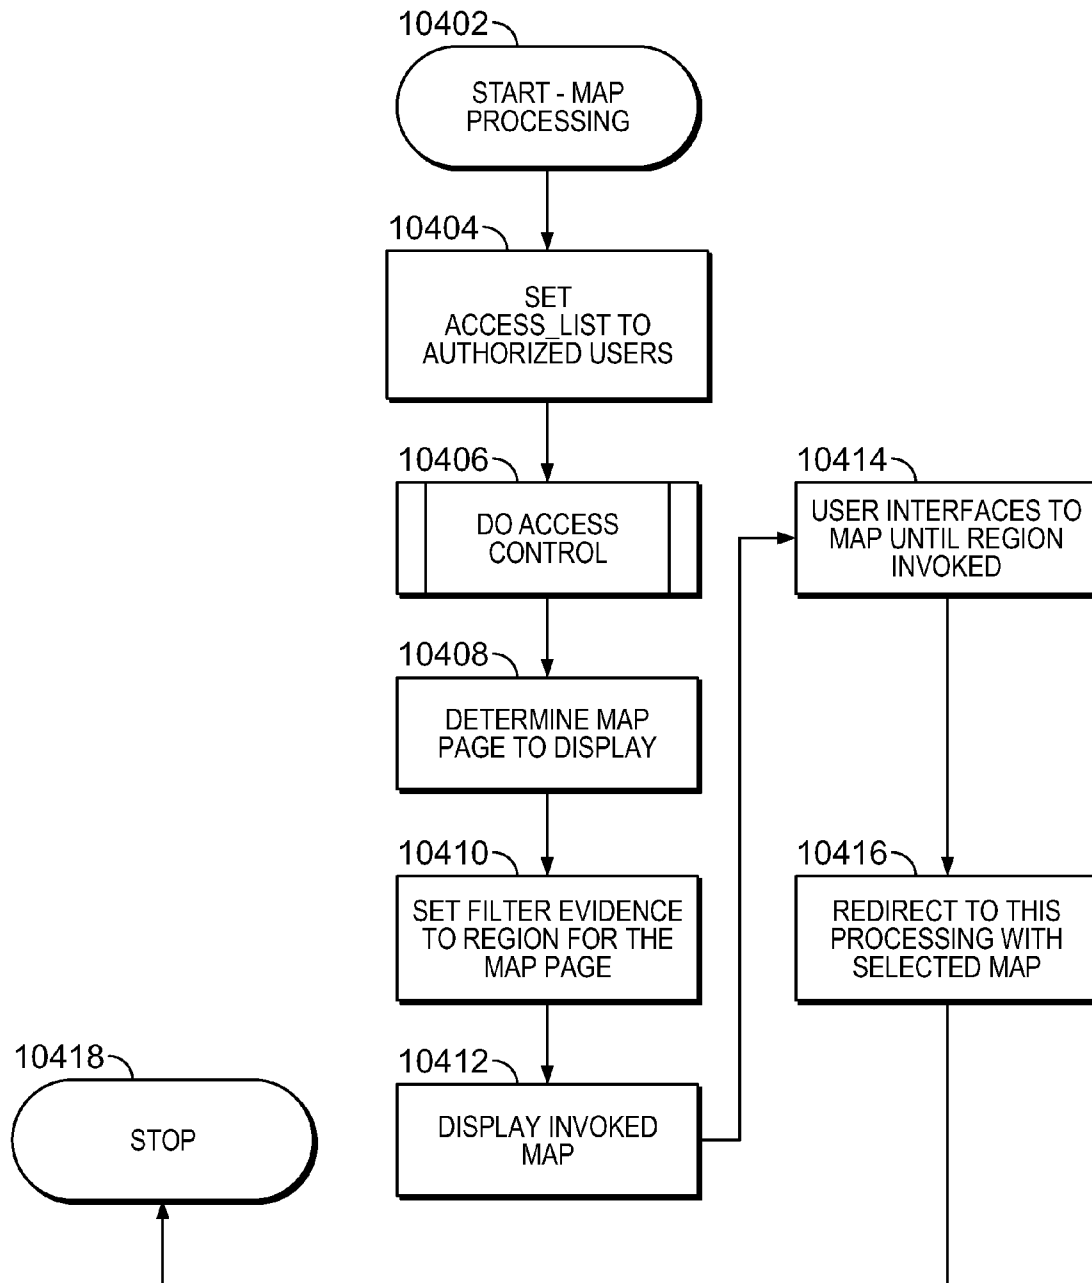 10402
START - MAP
PROCESSING
10404
SET
ACCESS_LIST TO
AUTHORIZED USERS
10406
DO ACCESS
CONTROL
10408
DETERMINE MAP
PAGE TO DISPLAY
10410
SET FILTER EVIDENCE
TO REGION FOR THE
MAP PAGE
10412
DISPLAY INVOKED
MAP
10414
USER INTERFACES TO
MAP UNTIL REGION
INVOKED
10416
REDIRECT TO THIS
PROCESSING WITH
SELECTED MAP
10418
STOP